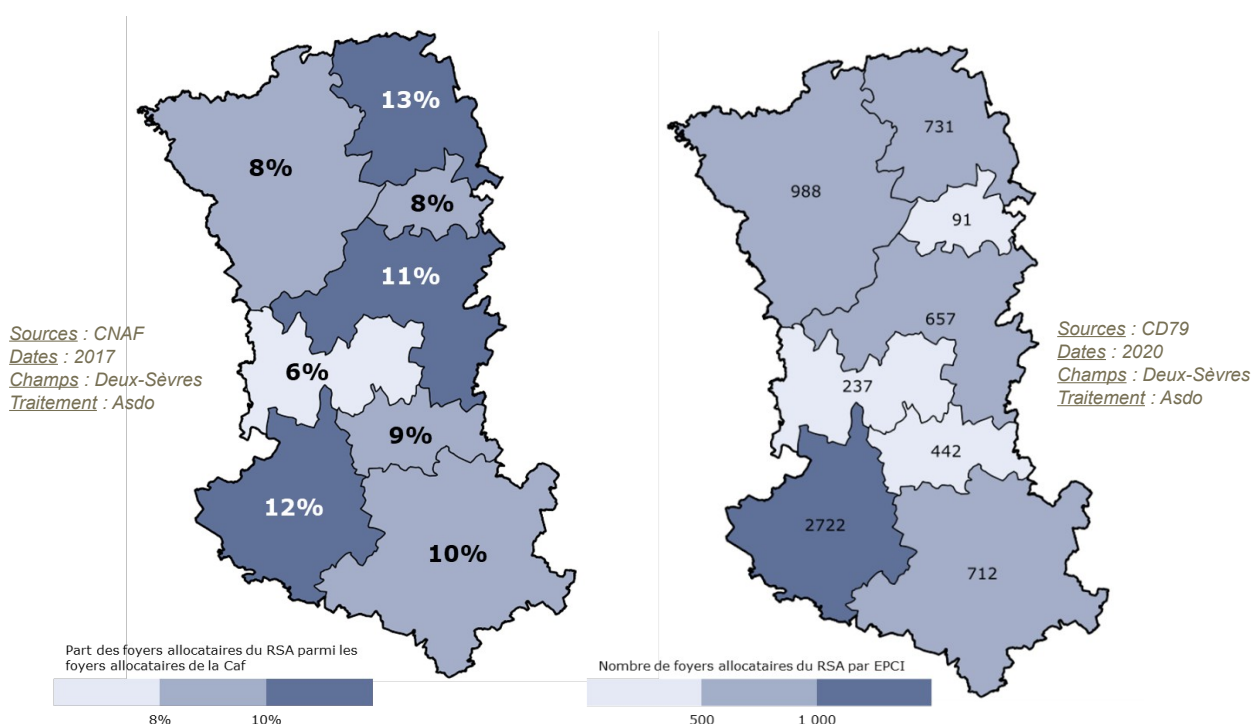 13%
8%
8%
11%
6%
9%
12%
10%
Sources : CNAF
Dates : 2017
Champs : Deux-Sèvres
Traitement : Asdo
Part des foyers allocataires du RSA parmi les
foyers allocataires de la Caf
8%
10%
731
988
91
657
237
442
2722
712
Sources : CD79
Dates : 2020
Champs : Deux-Sèvres
Traitement : Asdo
Nombre de foyers allocataires du RSA par EPCI
500
1 000